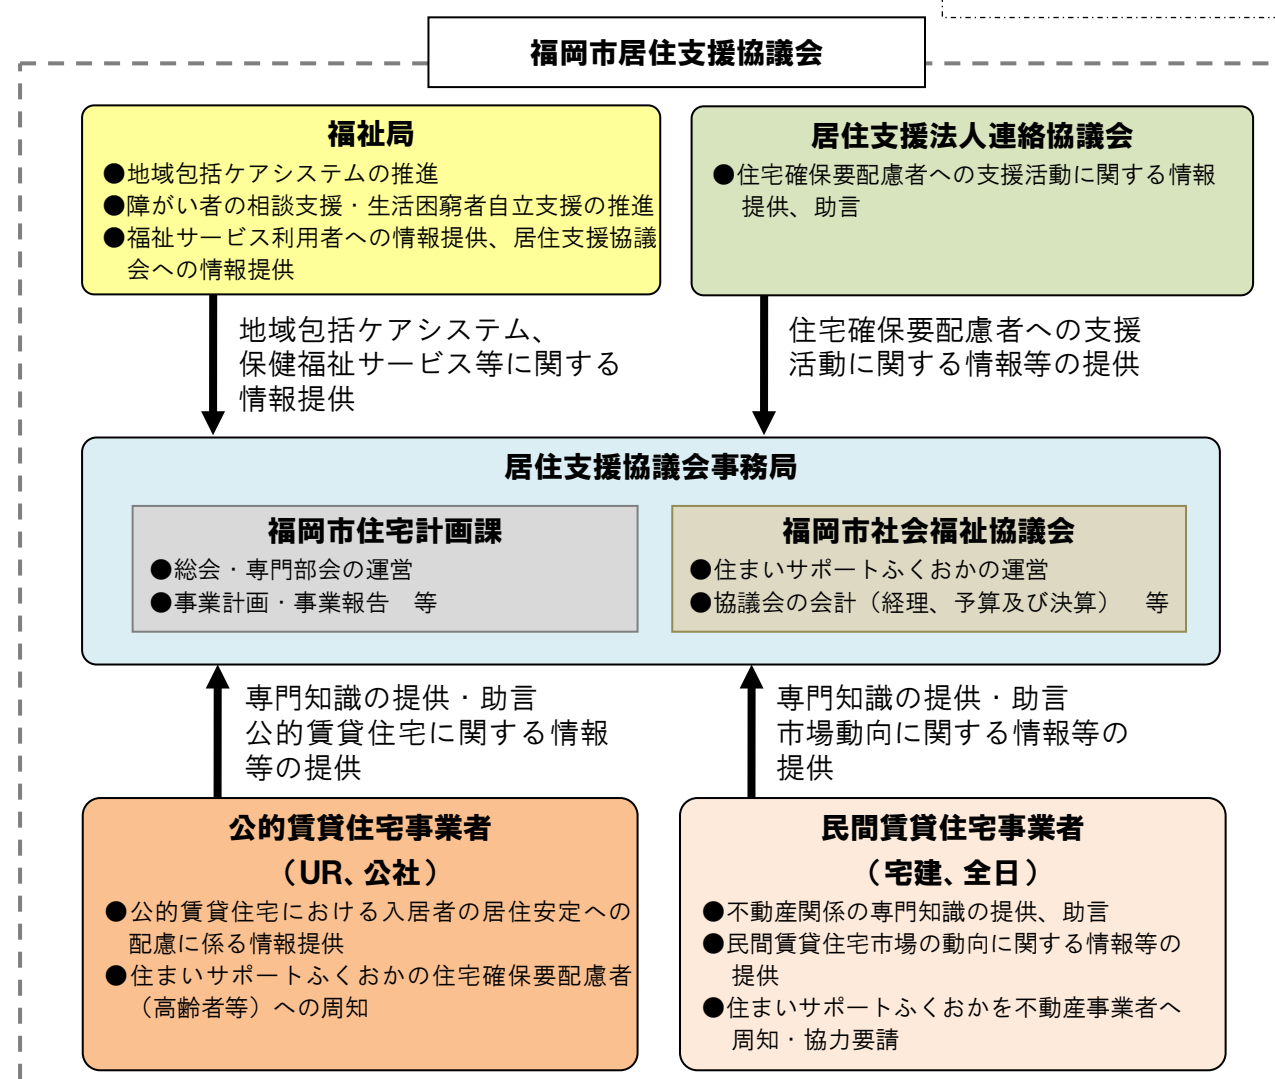 福岡市居住支援協議会
福祉局
●地域包括ケアシステムの推進
●障がい者の相談支援・生活困窮者自立支援の推進
●福祉サービス利用者への情報提供、居住支援協議
会への情報提供
居住支援法人連絡協議会
●住宅確保要配慮者への支援活動に関する情報
提供、助言
地域包括ケアシステム、
保健福祉サービス等に関する
情報提供
住宅確保要配慮者への支援
活動に関する情報等の提供
居住支援協議会事務局
福岡市住宅計画課
●総会・専門部会の運営
●事業計画・事業報告　等
福岡市社会福祉協議会
●住まいサポートふくおかの運営
●協議会の会計（経理、予算及び決算）　等
専門知識の提供・助言
公的賃貸住宅に関する情報
等の提供
専門知識の提供・助言
市場動向に関する情報等の
提供
公的賃貸住宅事業者
（UR、公社）
●公的賃貸住宅における入居者の居住安定への
配慮に係る情報提供
●住まいサポートふくおかの住宅確保要配慮者
（高齢者等）への周知
民間賃貸住宅事業者
（宅建、全日）
●不動産関係の専門知識の提供、助言
●民間賃貸住宅市場の動向に関する情報等の
提供
●住まいサポートふくおかを不動産事業者へ
周知・協力要請